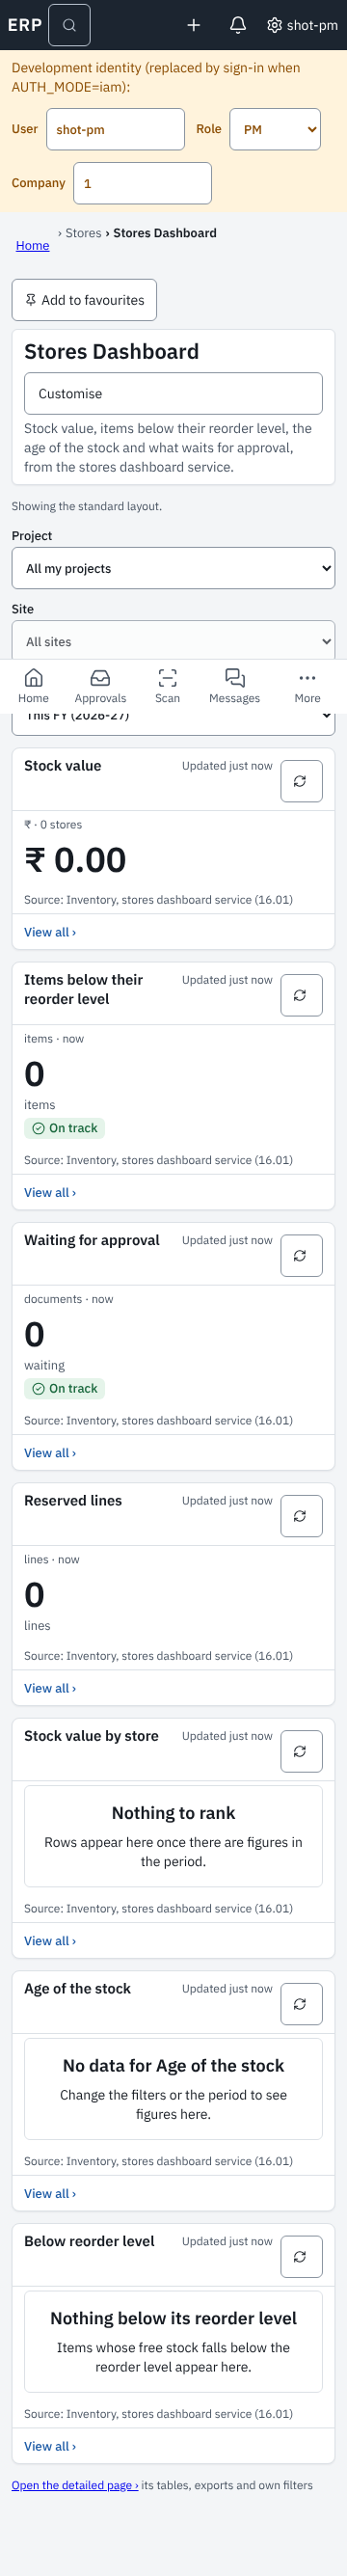 ERP
shot-pm
Development identity (replaced by sign-in when
AUTH_MODE=iam):
User shot-pm Role PM
Company 1
Home › Stores › Stores Dashboard
Add to favourites
Stores Dashboard
Customise
Stock value, items below their reorder level, the
age of the stock and what waits for approval,
from the stores dashboard service.
Showing the standard layout.
Project
All my projects
Site
All sites
Home Approvals Scan Messages More
This FY (2026-27)
Stock value Updated just now
₹ · 0 stores
₹ 0.00
Source: Inventory, stores dashboard service (16.01)
View all ›
Items below their Updated just now
reorder level
items · now
0
items
On track
Source: Inventory, stores dashboard service (16.01)
View all ›
Waiting for approval Updated just now
documents · now
0
waiting
On track
Source: Inventory, stores dashboard service (16.01)
View all ›
Reserved lines Updated just now
lines · now
0
lines
Source: Inventory, stores dashboard service (16.01)
View all ›
Stock value by store Updated just now
Nothing to rank
Rows appear here once there are figures in
the period.
Source: Inventory, stores dashboard service (16.01)
View all ›
Age of the stock Updated just now
No data for Age of the stock
Change the filters or the period to see
figures here.
Source: Inventory, stores dashboard service (16.01)
View all ›
Below reorder level Updated just now
Nothing below its reorder level
Items whose free stock falls below the
reorder level appear here.
Source: Inventory, stores dashboard service (16.01)
View all ›
Open the detailed page › its tables, exports and own filters